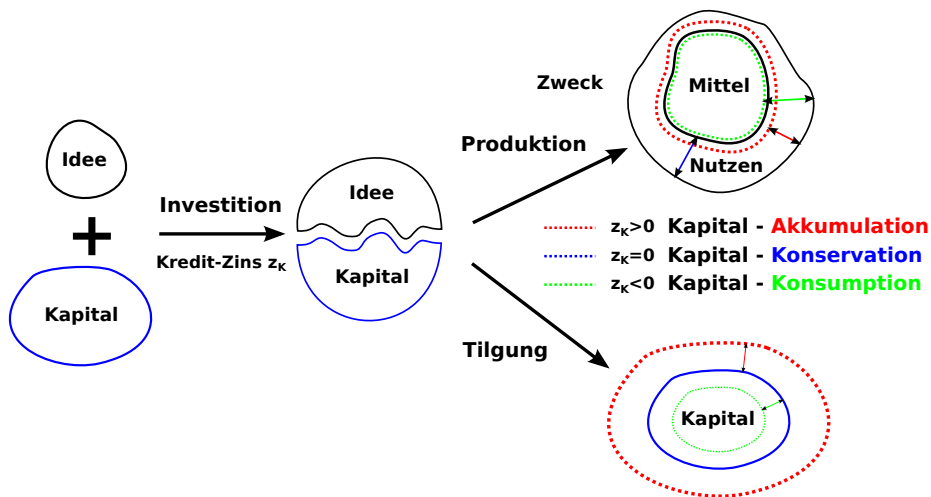 Idee
+
Kapital
Investition
Kredit-Zins zK
Idee
Kapital
Produktion
Tilgung
Zweck
Mittel
Nutzen
zK>0 Kapital - Akkumulation
zK=0 Kapital - Konservation
zK<0 Kapital - Konsumption
Kapital